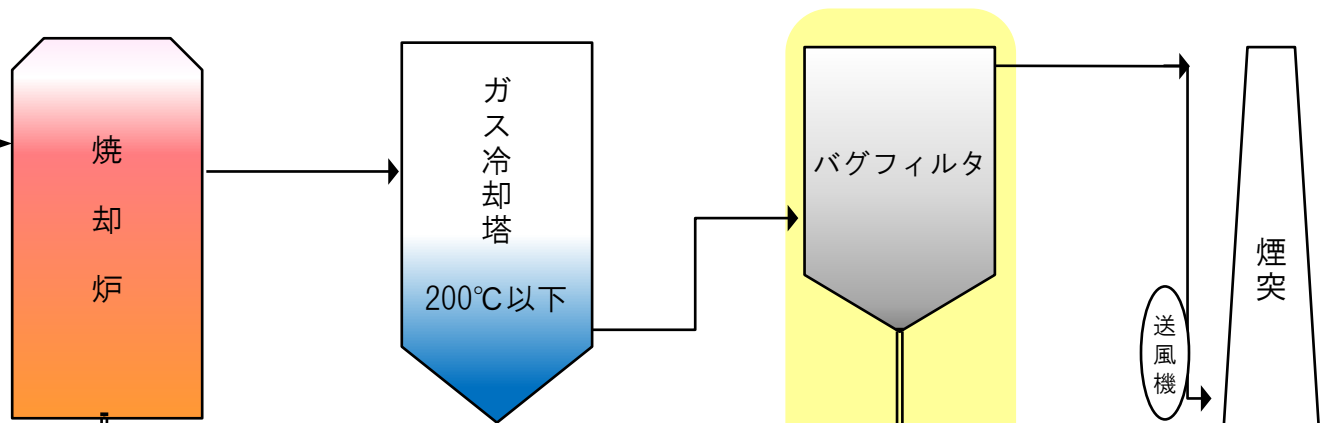 焼却炉
ガス冷却塔
200℃以下
バグフィルタ
送風機
煙突